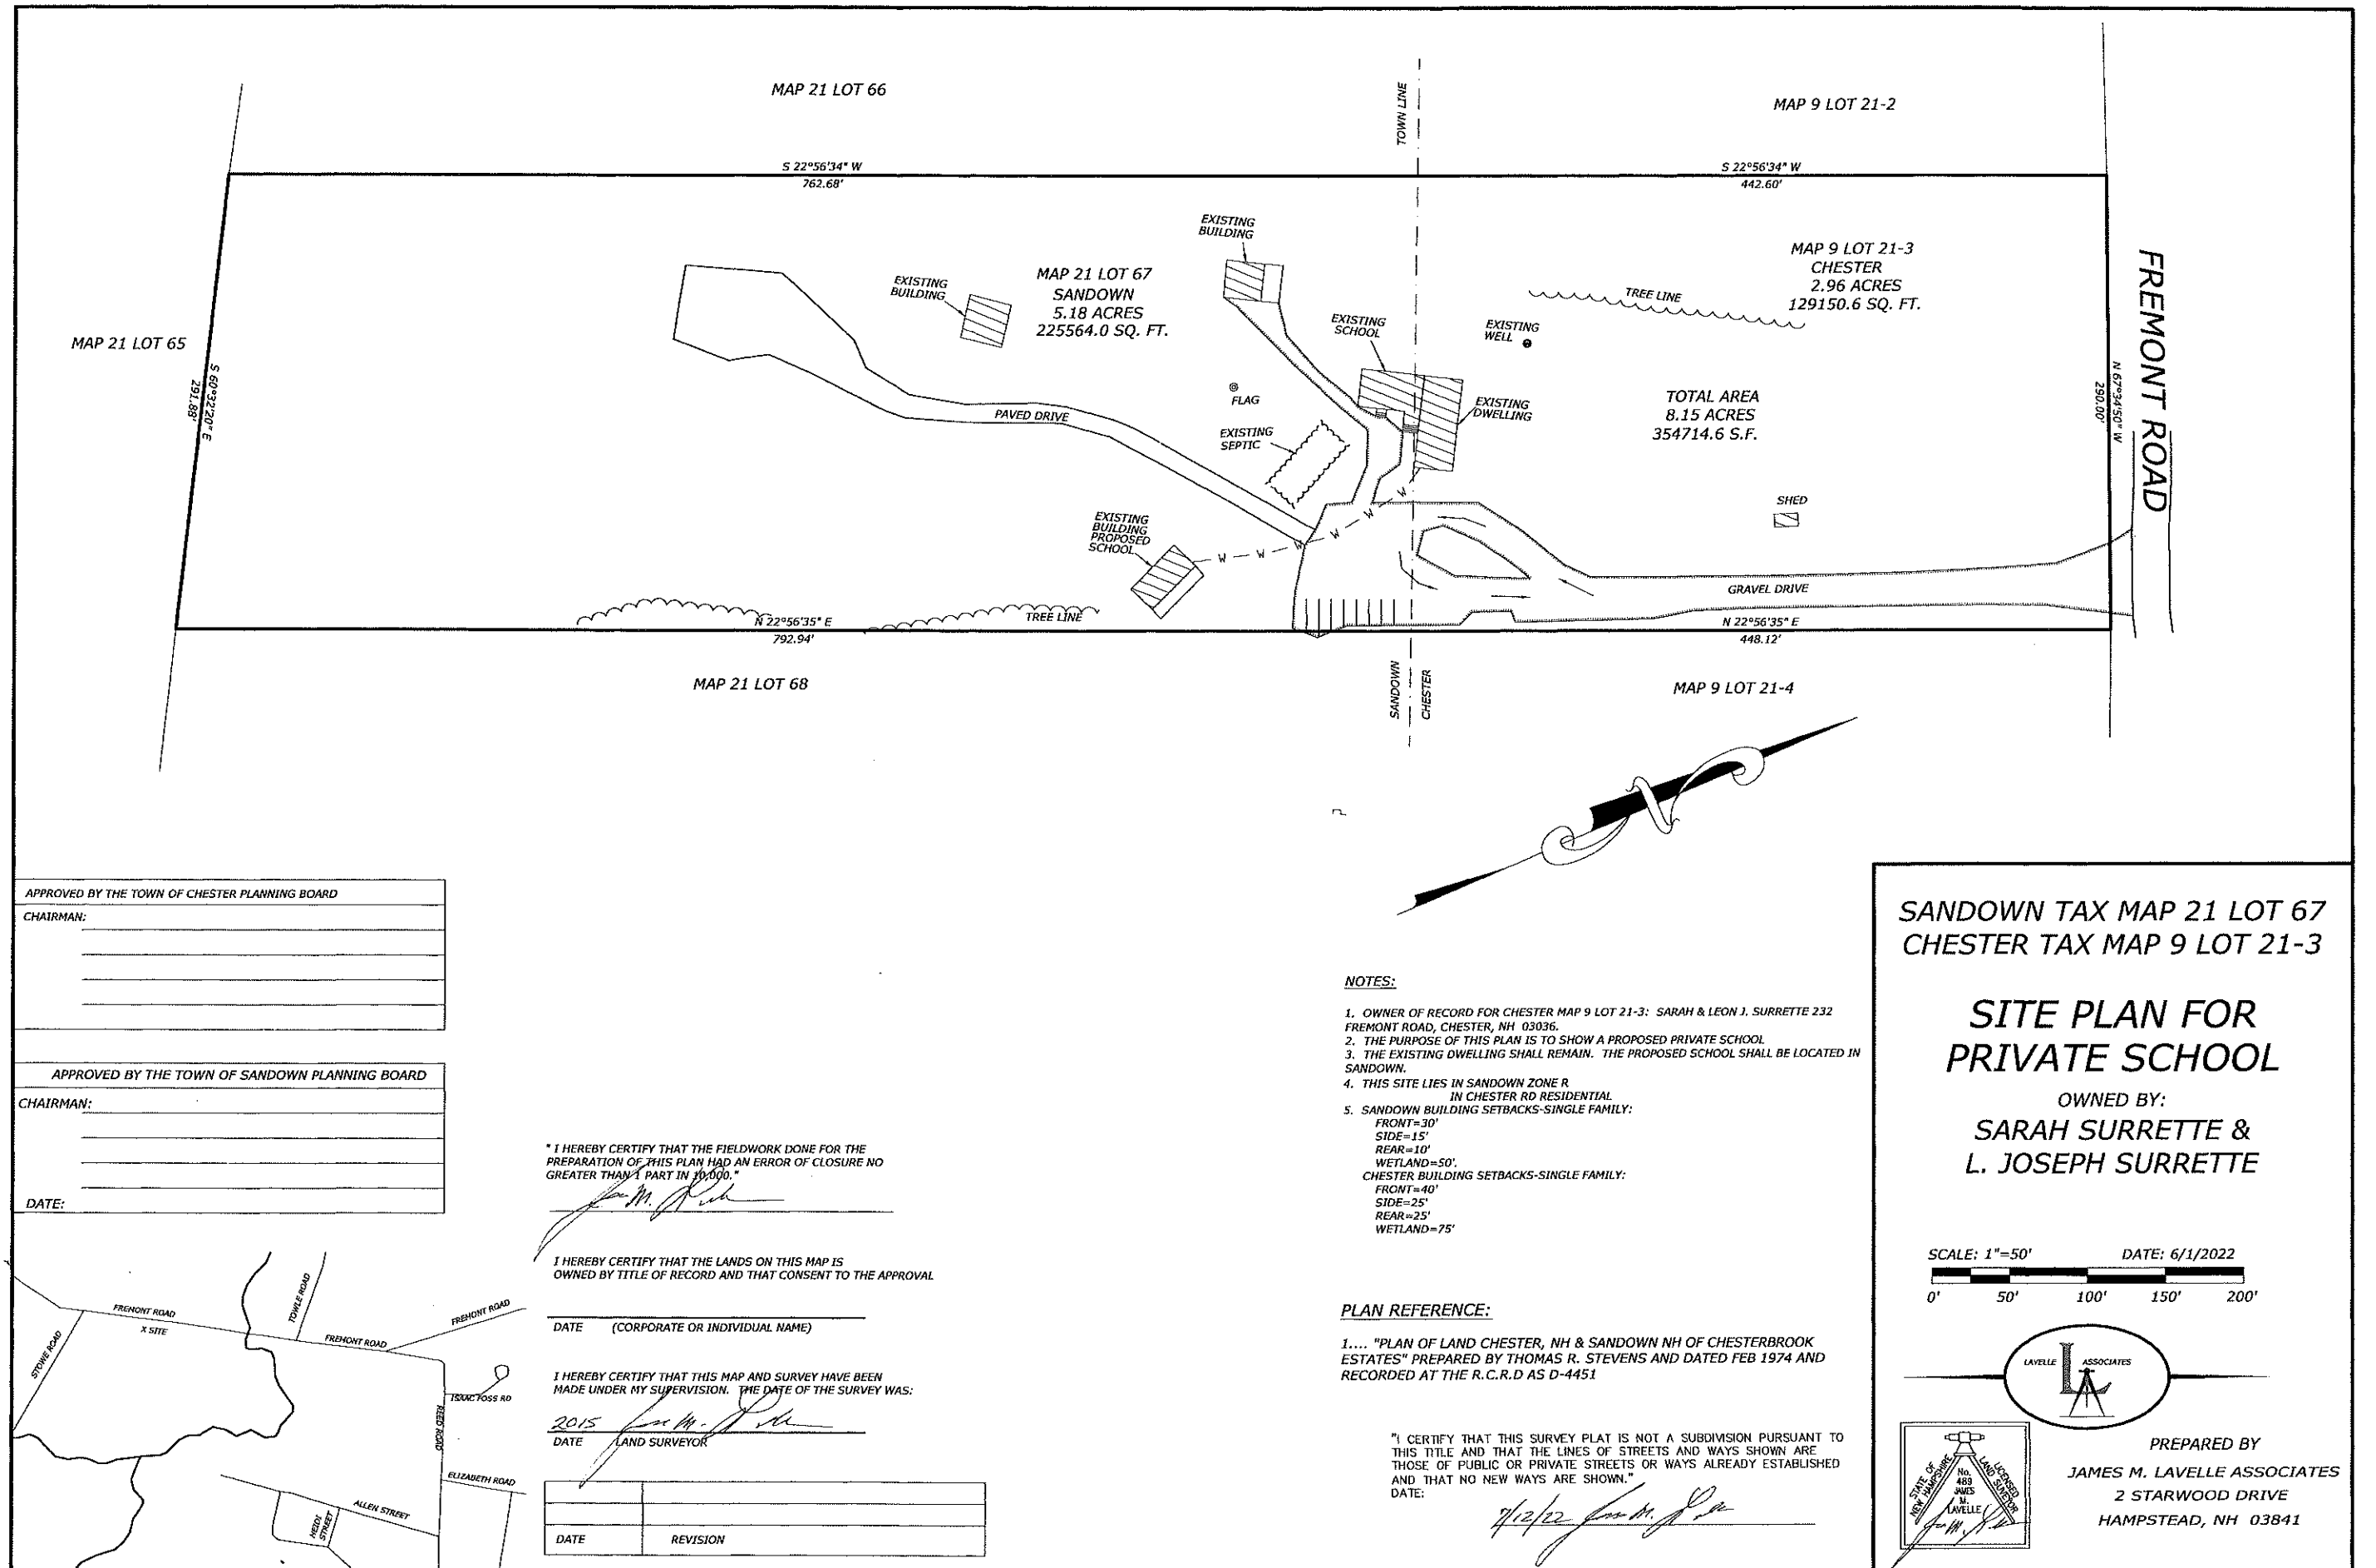 MAP 21 LOT 66
TOWN LINE
MAP 9 LOT 21-2
S 22°56'34" W
762.68'
S 22°56'34" W
442.60'
EXISTING
BUILDING
MAP 9 LOT 21-3
CHESTER
2.96 ACRES
129150.6 SQ. FT.
FREMONT ROAD
EXISTING
BUILDING
MAP 21 LOT 67
SANDOWN
5.18 ACRES
225564.0 SQ. FT.
TREE LINE
EXISTING
SCHOOL
EXISTING
WELL
MAP 21 LOT 65
S 60°32'20" E
291.88'
N 67°34'50" W
290.00'
FLAG
EXISTING
DWELLING
TOTAL AREA
8.15 ACRES
354714.6 S.F.
PAVED DRIVE
EXISTING
SEPTIC
SHED
EXISTING
BUILDING
PROPOSED
SCHOOL
W W W W W W
GRAVEL DRIVE
TREE LINE
N 22°56'35" E
792.94'
N 22°56'35" E
448.12'
MAP 21 LOT 68
SANDOWN
CHESTER
MAP 9 LOT 21-4
N
APPROVED BY THE TOWN OF CHESTER PLANNING BOARD
CHAIRMAN:
APPROVED BY THE TOWN OF SANDOWN PLANNING BOARD
CHAIRMAN:
DATE:
FREMONT ROAD
X SITE
TOWLE ROAD
FREMONT ROAD
FREMONT ROAD
STOWE ROAD
ISAAC FOSS RD
REED ROAD
ELIZABETH ROAD
ALLEN STREET
HEIDI
STREET
" I HEREBY CERTIFY THAT THE FIELDWORK DONE FOR THE
PREPARATION OF THIS PLAN HAD AN ERROR OF CLOSURE NO
GREATER THAN 1 PART IN 10,000."
I HEREBY CERTIFY THAT THE LANDS ON THIS MAP IS
OWNED BY TITLE OF RECORD AND THAT CONSENT TO THE APPROVAL
DATE (CORPORATE OR INDIVIDUAL NAME)
I HEREBY CERTIFY THAT THIS MAP AND SURVEY HAVE BEEN
MADE UNDER MY SUPERVISION. THE DATE OF THE SURVEY WAS:
2015
DATE LAND SURVEYOR
DATE REVISION
NOTES:
1. OWNER OF RECORD FOR CHESTER MAP 9 LOT 21-3: SARAH & LEON J. SURRETTE 232
FREMONT ROAD, CHESTER, NH 03036.
2. THE PURPOSE OF THIS PLAN IS TO SHOW A PROPOSED PRIVATE SCHOOL
3. THE EXISTING DWELLING SHALL REMAIN. THE PROPOSED SCHOOL SHALL BE LOCATED IN
SANDOWN.
4. THIS SITE LIES IN SANDOWN ZONE R
IN CHESTER RD RESIDENTIAL
5. SANDOWN BUILDING SETBACKS-SINGLE FAMILY:
FRONT=30'
SIDE=15'
REAR=10'
WETLAND=50'.
CHESTER BUILDING SETBACKS-SINGLE FAMILY:
FRONT=40'
SIDE=25'
REAR=25'
WETLAND=75'
PLAN REFERENCE:
1.... "PLAN OF LAND CHESTER, NH & SANDOWN NH OF CHESTERBROOK
ESTATES" PREPARED BY THOMAS R. STEVENS AND DATED FEB 1974 AND
RECORDED AT THE R.C.R.D AS D-4451
"I CERTIFY THAT THIS SURVEY PLAT IS NOT A SUBDIVISION PURSUANT TO
THIS TITLE AND THAT THE LINES OF STREETS AND WAYS SHOWN ARE
THOSE OF PUBLIC OR PRIVATE STREETS OR WAYS ALREADY ESTABLISHED
AND THAT NO NEW WAYS ARE SHOWN."
DATE:
7/12/22
SANDOWN TAX MAP 21 LOT 67
CHESTER TAX MAP 9 LOT 21-3
SITE PLAN FOR
PRIVATE SCHOOL
OWNED BY:
SARAH SURRETTE &
L. JOSEPH SURRETTE
SCALE: 1"=50' DATE: 6/1/2022
0' 50' 100' 150' 200'
LAVELLE LA ASSOCIATES
STATE OF
NEW HAMPSHIRE
No.
489
JAMES
M.
LAVELLE
LICENSED
LAND SUVETOR
PREPARED BY
JAMES M. LAVELLE ASSOCIATES
2 STARWOOD DRIVE
HAMPSTEAD, NH 03841